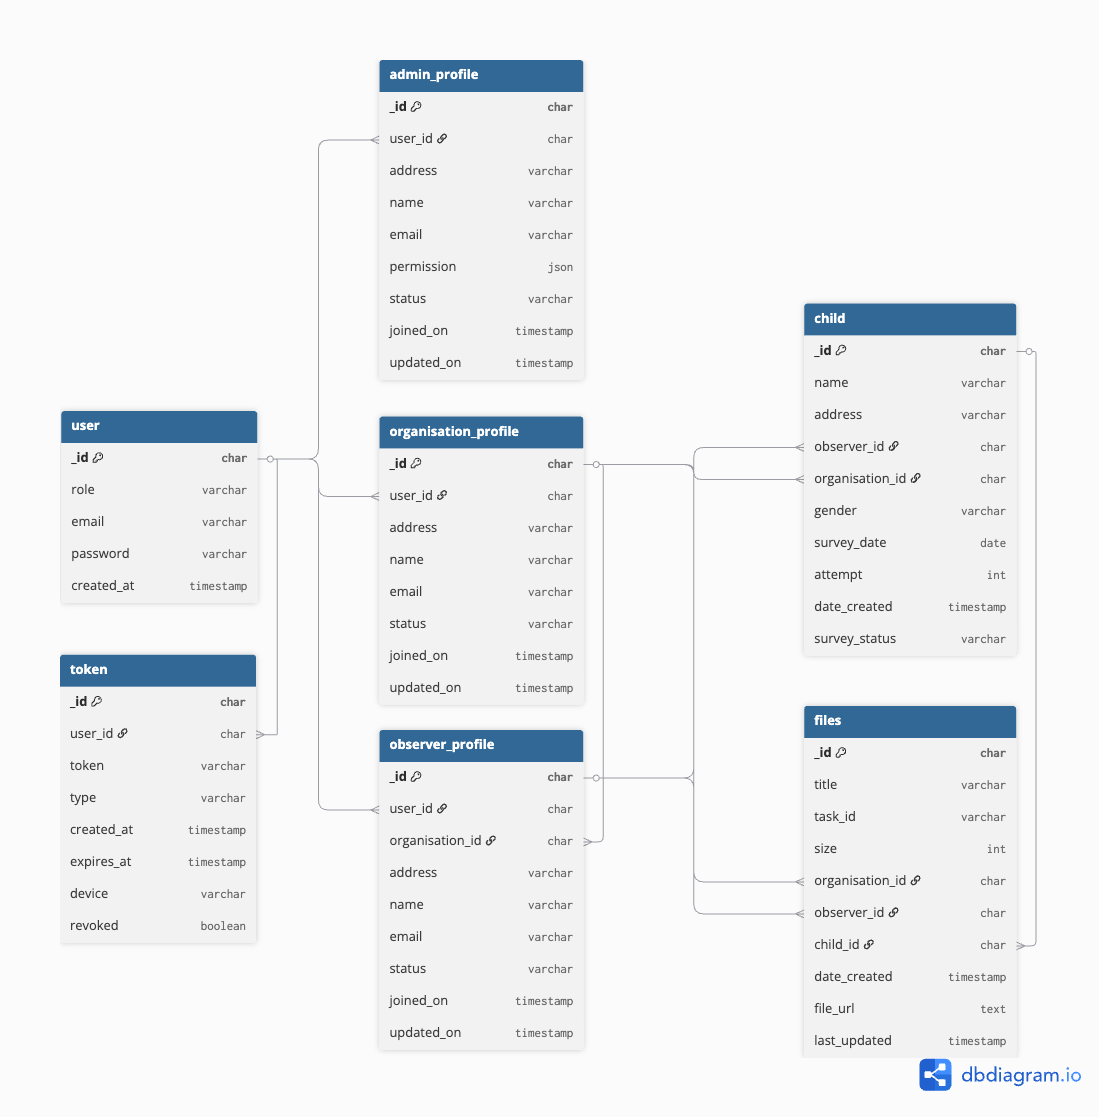 admin_profile
_id char
user_id char
address varchar
name varchar
email varchar
permission json
status varchar
joined_on timestamp
updated_on timestamp
user
_id char
role varchar
email varchar
password varchar
created_at timestamp
token
_id char
user_id char
token varchar
type varchar
created_at timestamp
expires_at timestamp
device varchar
revoked boolean
organisation_profile
_id char
user_id char
address varchar
name varchar
email varchar
status varchar
joined_on timestamp
updated_on timestamp
observer_profile
_id char
user_id char
organisation_id char
address varchar
name varchar
email varchar
status varchar
joined_on timestamp
updated_on timestamp
child
_id char
name varchar
address varchar
observer_id char
organisation_id char
gender varchar
survey_date date
attempt int
date_created timestamp
survey_status varchar
files
_id char
title varchar
task_id varchar
size int
organisation_id char
observer_id char
child_id char
date_created timestamp
file_url text
last_updated timestamp
dbdiagram.io